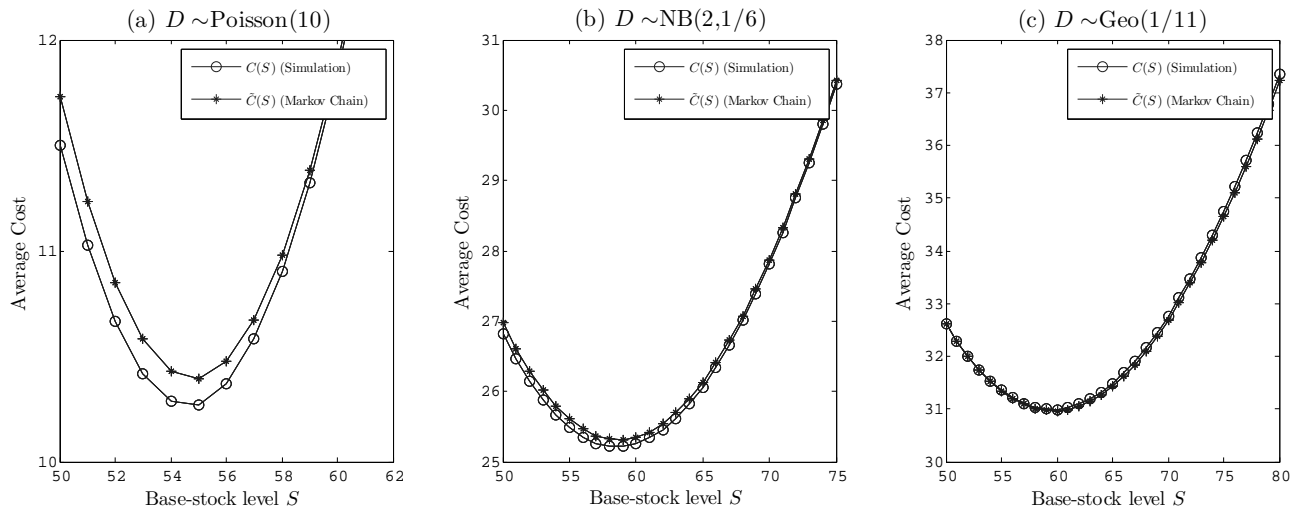 (a) D ∼Poisson(10)
12
11
10
50
52
54
56
58
60
62
Average Cost
Base-stock level S
C(S) (Simulation)
C̃(S) (Markov Chain)
(b) D ∼NB(2,1/6)
31
30
29
28
27
26
25
50
55
60
65
70
75
Average Cost
Base-stock level S
C(S) (Simulation)
C̃(S) (Markov Chain)
(c) D ∼Geo(1/11)
38
37
36
35
34
33
32
31
30
50
55
60
65
70
75
80
Average Cost
Base-stock level S
C(S) (Simulation)
C̃(S) (Markov Chain)